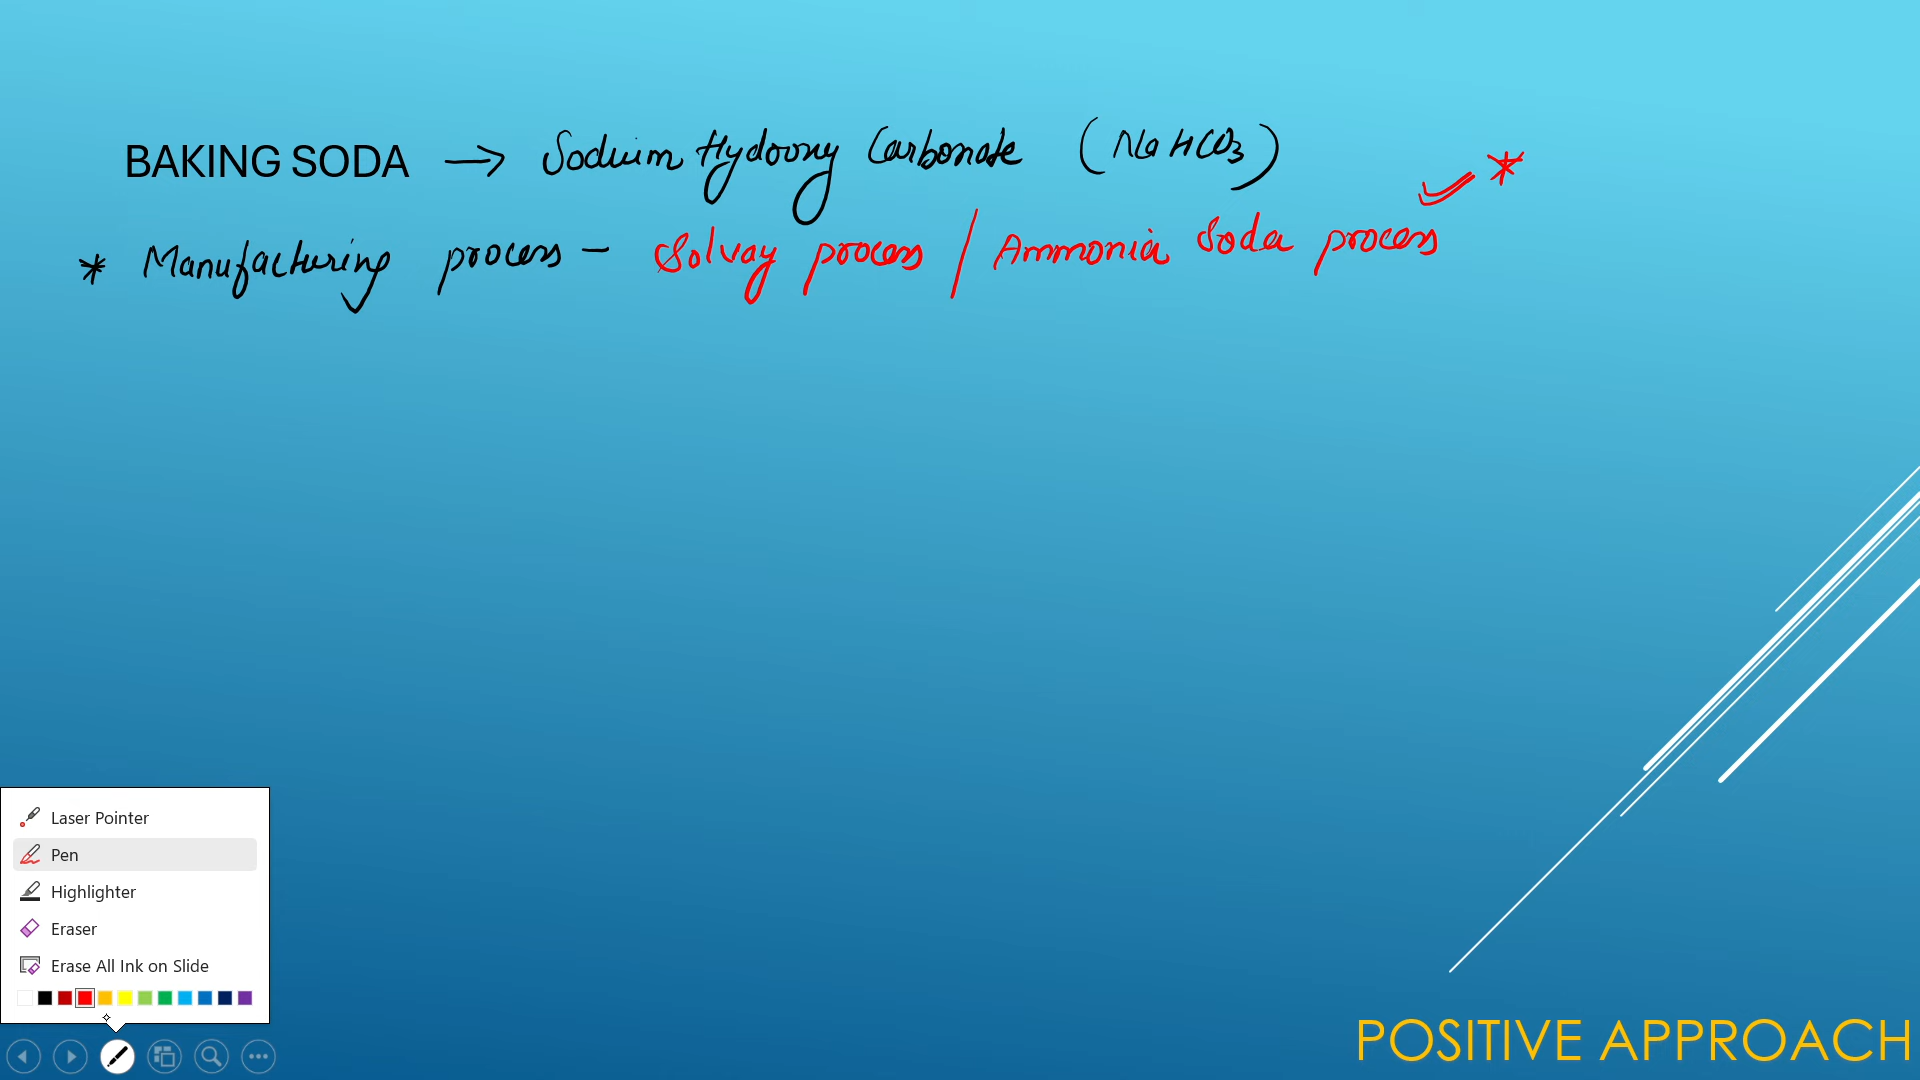 BAKING SODA → Sodium Hydroxy Carbonate (NaHCO3)
* Manufacturing process - Solvay process / Ammonia Soda process ✓ *
Laser Pointer
Pen
Highlighter
Eraser
Erase All Ink on Slide
POSITIVE APPROACH